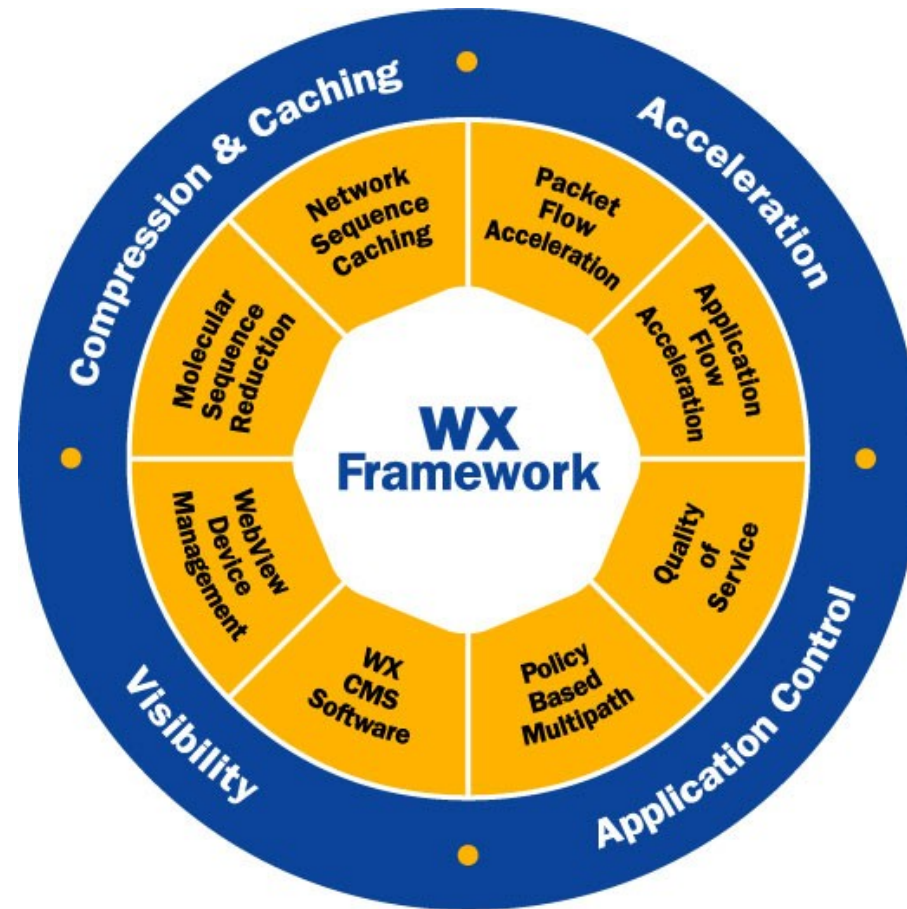 Compression & Caching
Acceleration
Network
Sequence
Caching
Packet
Flow
Acceleration
Molecular
Sequence
Reduction
Application
Flow
Acceleration
WX
Framework
WebView
Device
Management
Quality
of
Service
WX
CMS
Software
Policy
Based
Multipath
Visibility
Application Control